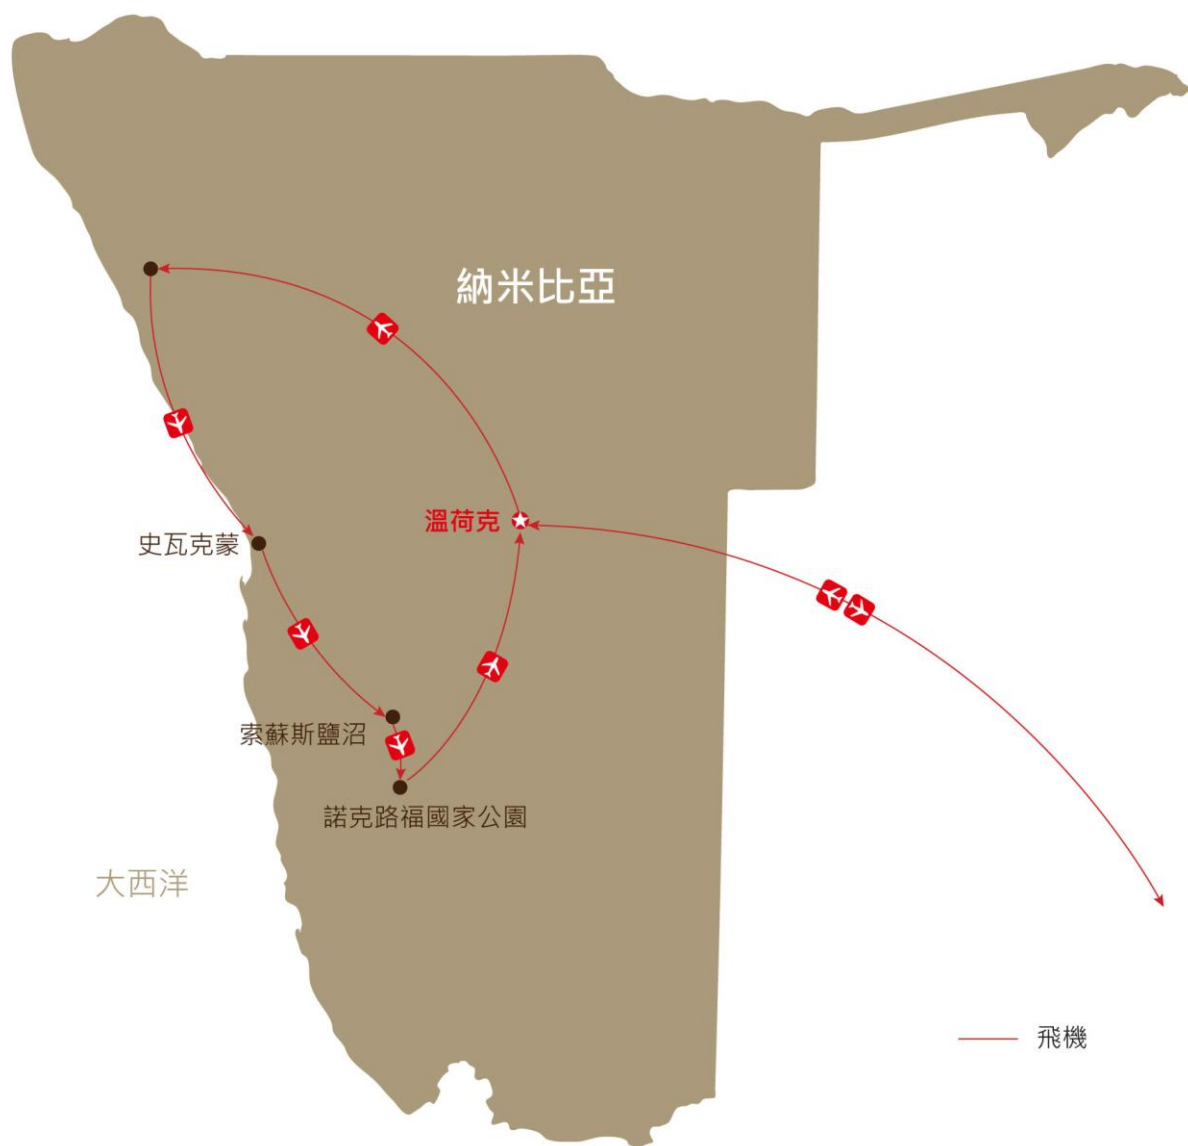 納米比亞
溫荷克
史瓦克蒙
索蘇斯鹽沼
諾克路福國家公園
大西洋
飛機